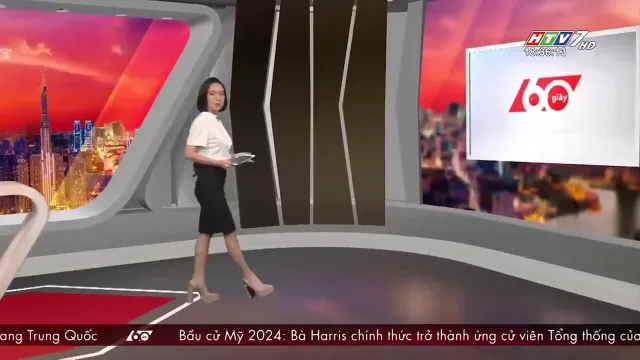 HTV7 HD
18:36:13
60 giây
ang Trung Quốc 60 Bầu cử Mỹ 2024: Bà Harris chính thức trở thành ứng cử viên Tổng thống của